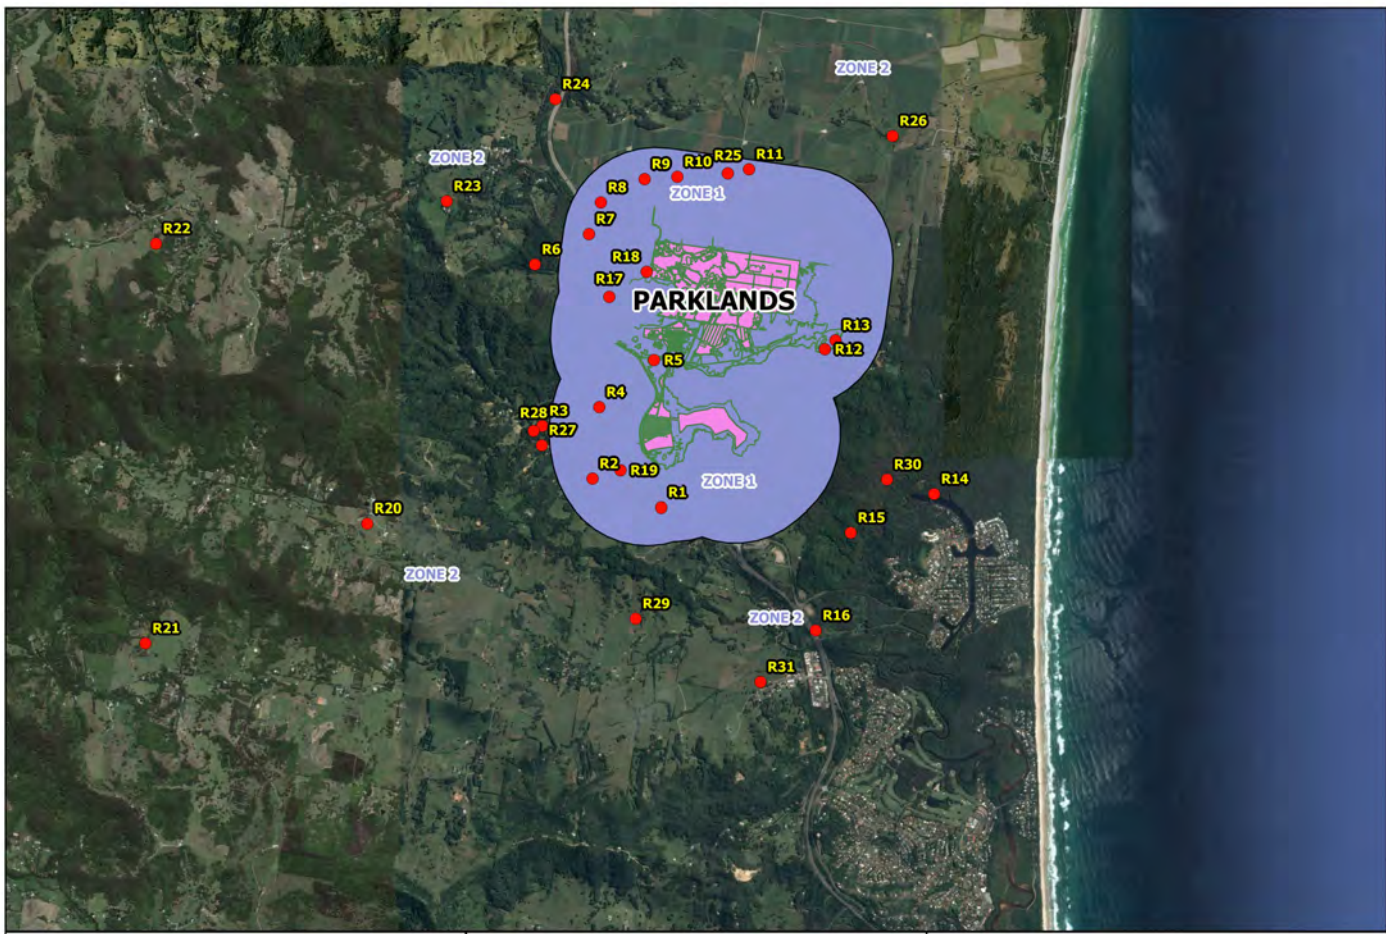 ZONE 2
R24
R26
R11
R25
R10
R9
ZONE 2
ZONE 1
R23
R8
R7
R22
R6
R18
R17
PARKLANDS
R13
R12
R5
R4
R28
R3
R27
R2
R19
ZONE 1
R30
R14
R1
R20
R15
ZONE 2
R29
ZONE 2
R16
R21
R31